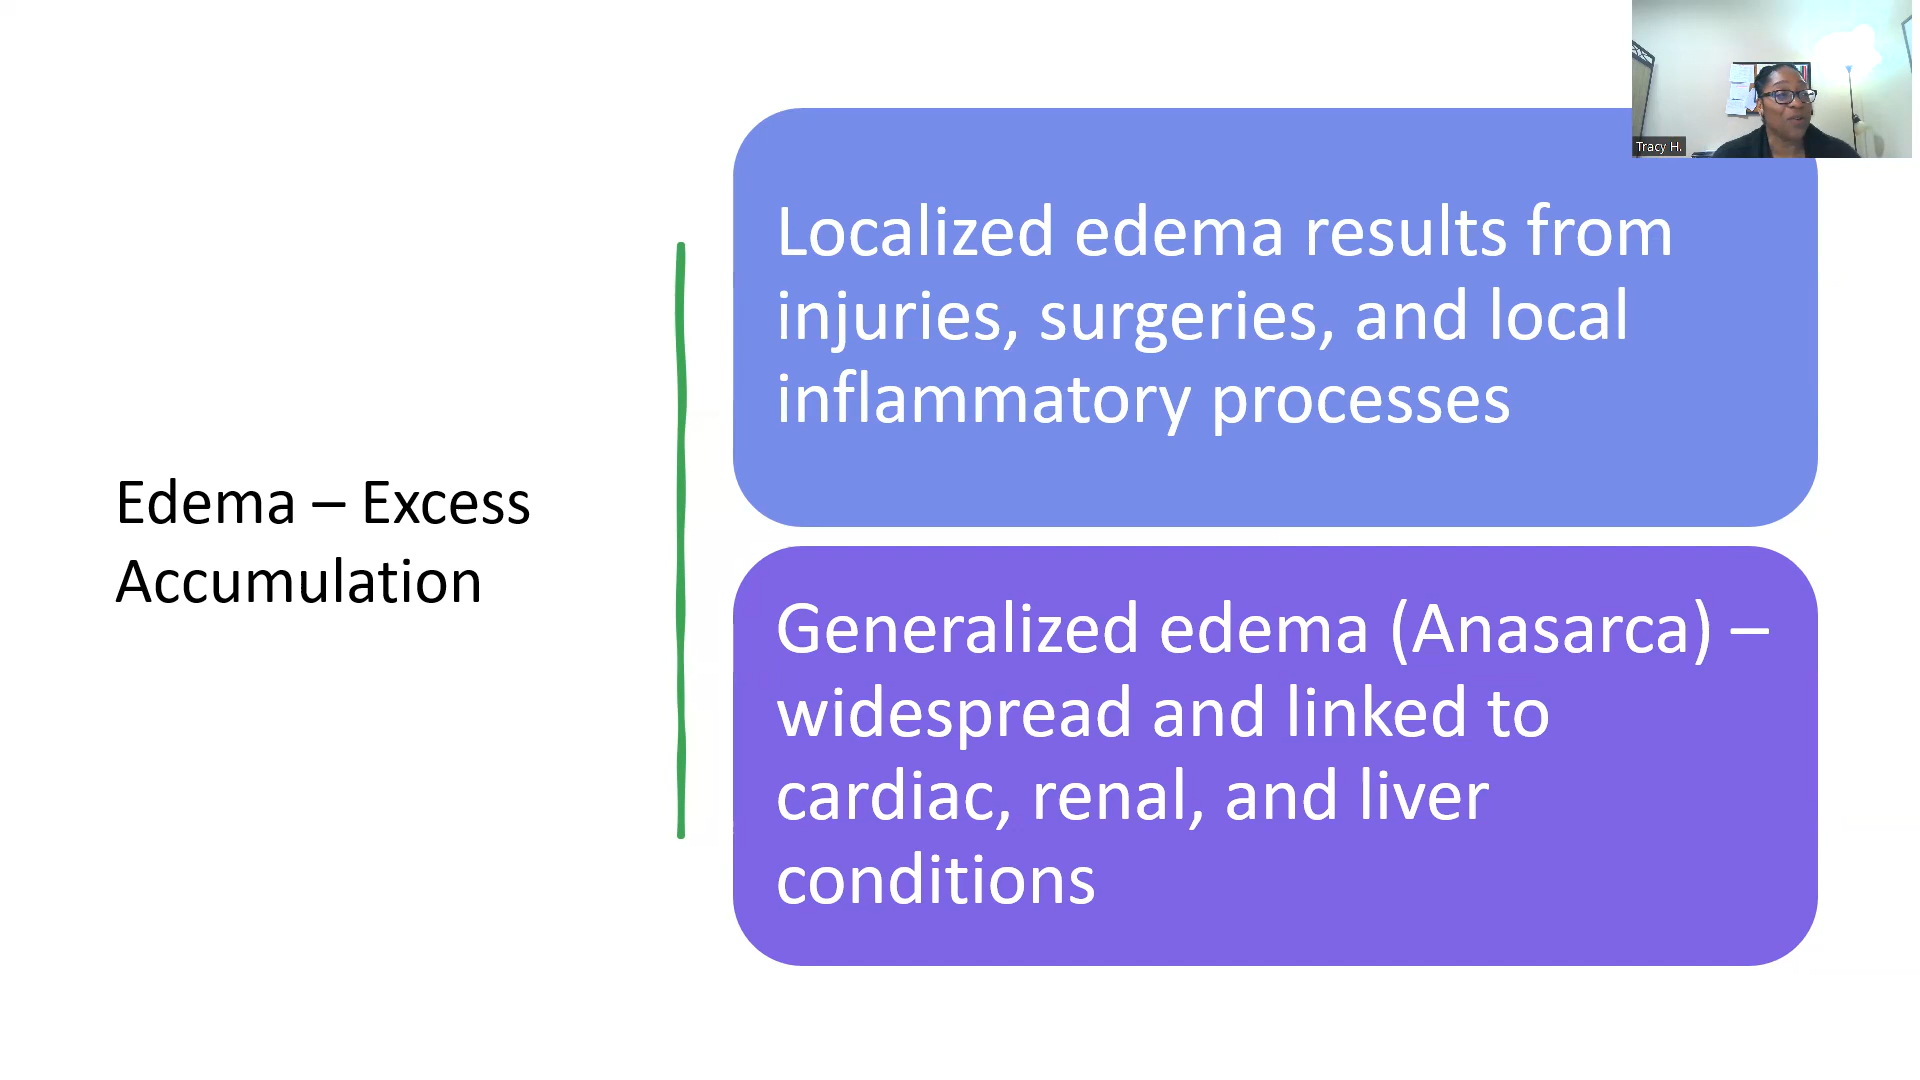 Edema – Excess
Accumulation
Localized edema results from
injuries, surgeries, and local
inflammatory processes
Generalized edema (Anasarca) –
widespread and linked to
cardiac, renal, and liver
conditions
Tracy H.